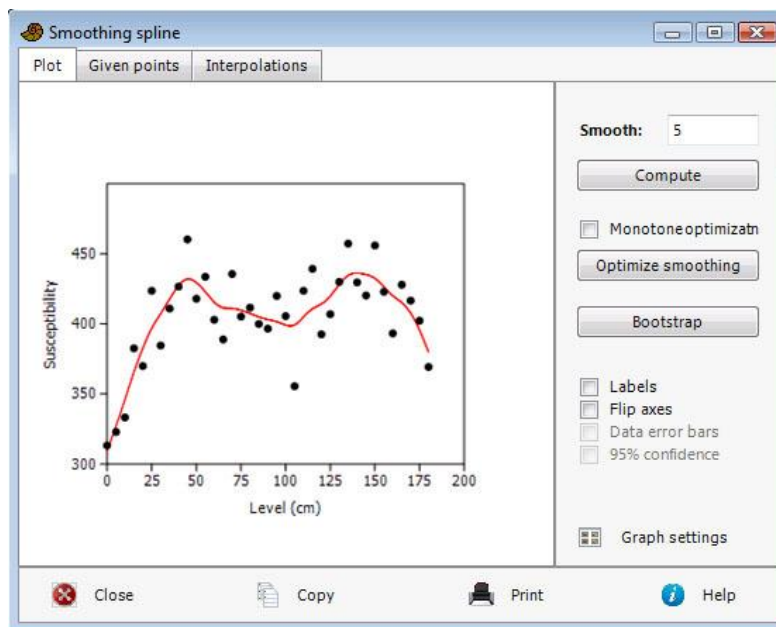 Smoothing spline
Plot Given points Interpolations
Smooth: 5
Compute
Monotone optimizatn
Optimize smoothing
Bootstrap
Labels
Flip axes
Data error bars
95% confidence
Graph settings
450
400
350
300
Susceptibility
0 25 50 75 100 125 150 175 200
Level (cm)
Close Copy Print Help